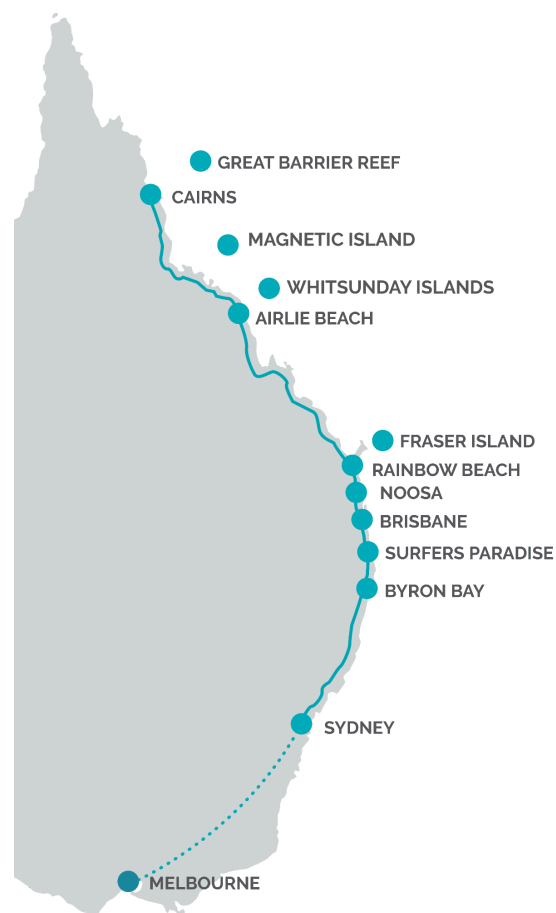 GREAT BARRIER REEF
CAIRNS
MAGNETIC ISLAND
WHITSUNDAY ISLANDS
AIRLIE BEACH
FRASER ISLAND
RAINBOW BEACH
NOOSA
BRISBANE
SURFERS PARADISE
BYRON BAY
SYDNEY
MELBOURNE